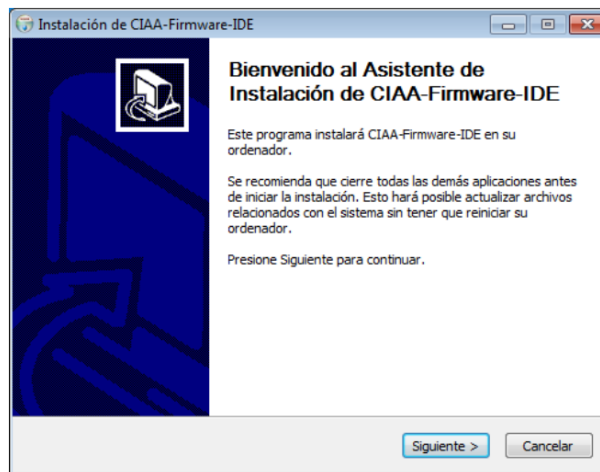 Instalación de CIAA-Firmware-IDE
Bienvenido al Asistente de
Instalación de CIAA-Firmware-IDE
Este programa instalará CIAA-Firmware-IDE en su
ordenador.
Se recomienda que cierre todas las demás aplicaciones antes
de iniciar la instalación. Esto hará posible actualizar archivos
relacionados con el sistema sin tener que reiniciar su
ordenador.
Presione Siguiente para continuar.
Siguiente >
Cancelar